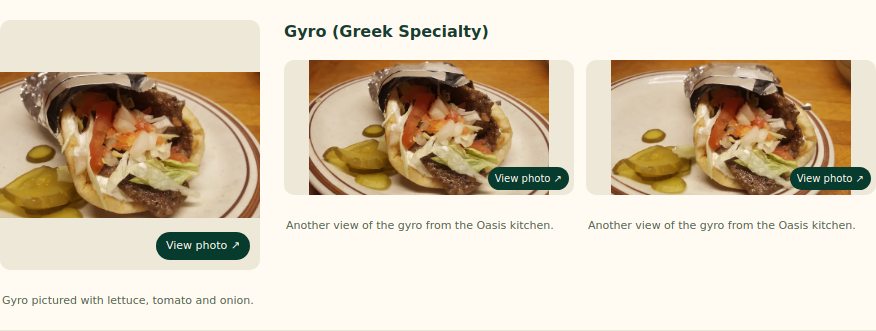 Gyro (Greek Specialty)
View photo ↗
View photo ↗
View photo ↗
Another view of the gyro from the Oasis kitchen.
Another view of the gyro from the Oasis kitchen.
Gyro pictured with lettuce, tomato and onion.